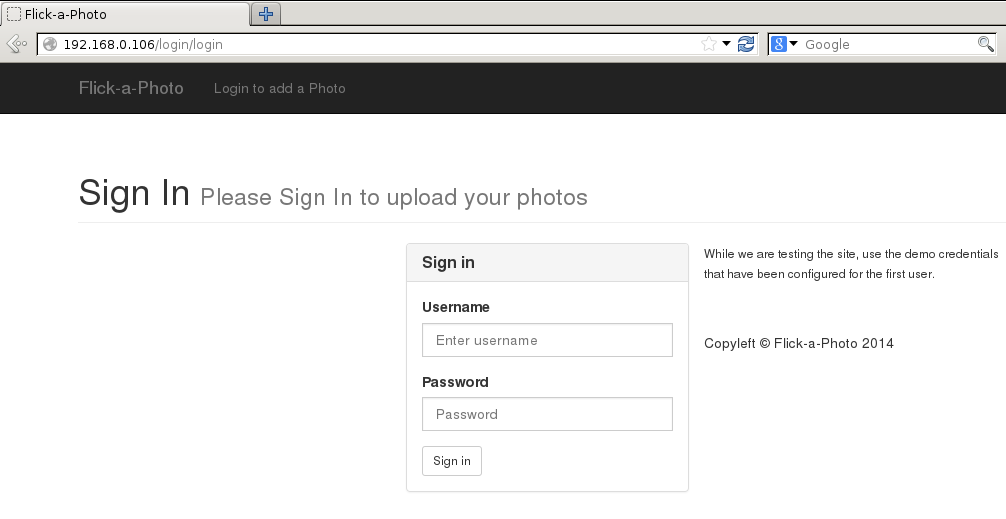 Flick-a-Photo
192.168.0.106/login/login
Google
Flick-a-Photo Login to add a Photo
Sign In Please Sign In to upload your photos
Sign in
Username
Enter username
Password
Password
Sign in
While we are testing the site, use the demo credentials
that have been configured for the first user.
Copyleft © Flick-a-Photo 2014